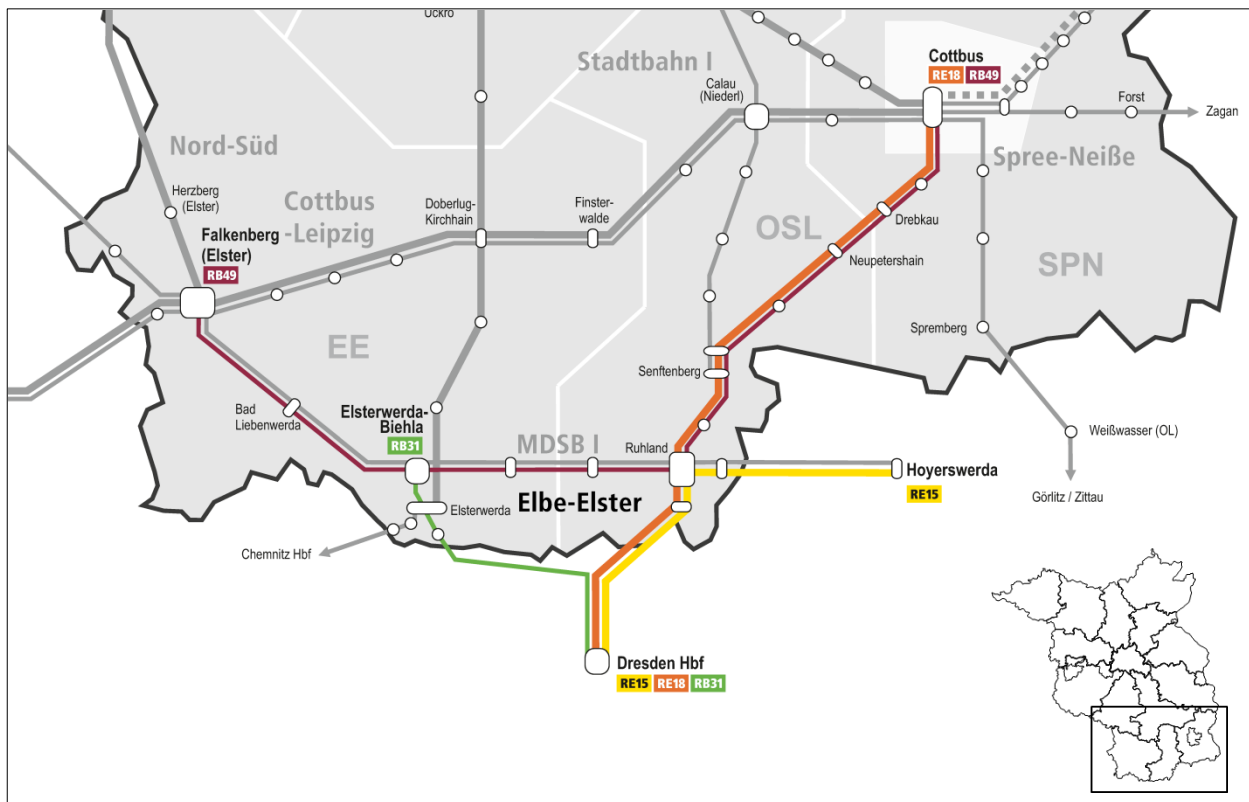 Uckro
Stadtbahn I
Cottbus
RE18 RB49
Calau
(Niederl)
Forst
Zagan
Nord-Süd
Spree-Neiße
Herzberg
(Elster)
Cottbus
-Leipzig
Doberlug-
Kirchhain
Finster-
walde
Drebkau
OSL
Falkenberg
(Elster)
RB49
Neupetershain
SPN
Spremberg
EE
Senftenberg
Bad
Liebenwerda
Elsterwerda-
Biehla
RB31
MDSB I
Ruhland
Weißwasser (OL)
Hoyerswerda
RE15
Görlitz / Zittau
Elsterwerda
Elbe-Elster
Chemnitz Hbf
Dresden Hbf
RE15 RE18 RB31